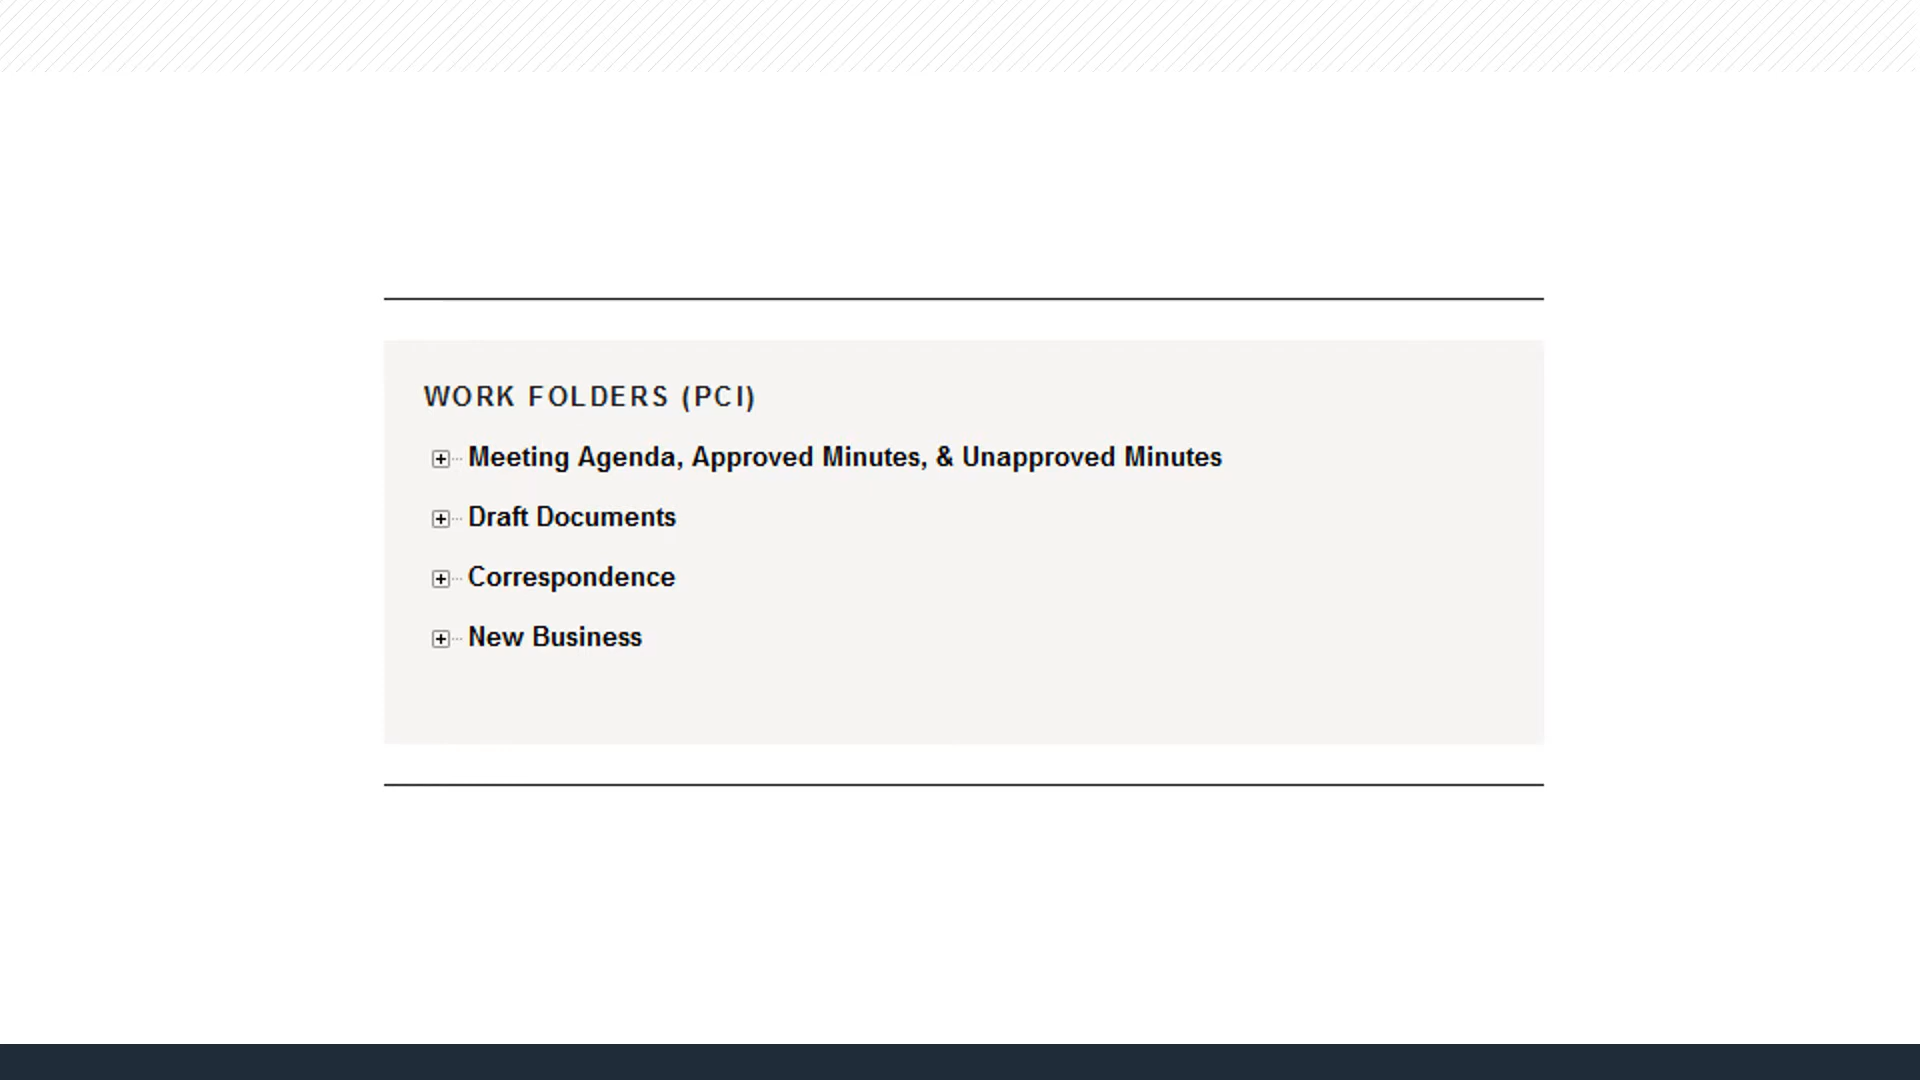 WORK FOLDERS (PCI)
Meeting Agenda, Approved Minutes, & Unapproved Minutes
Draft Documents
Correspondence
New Business